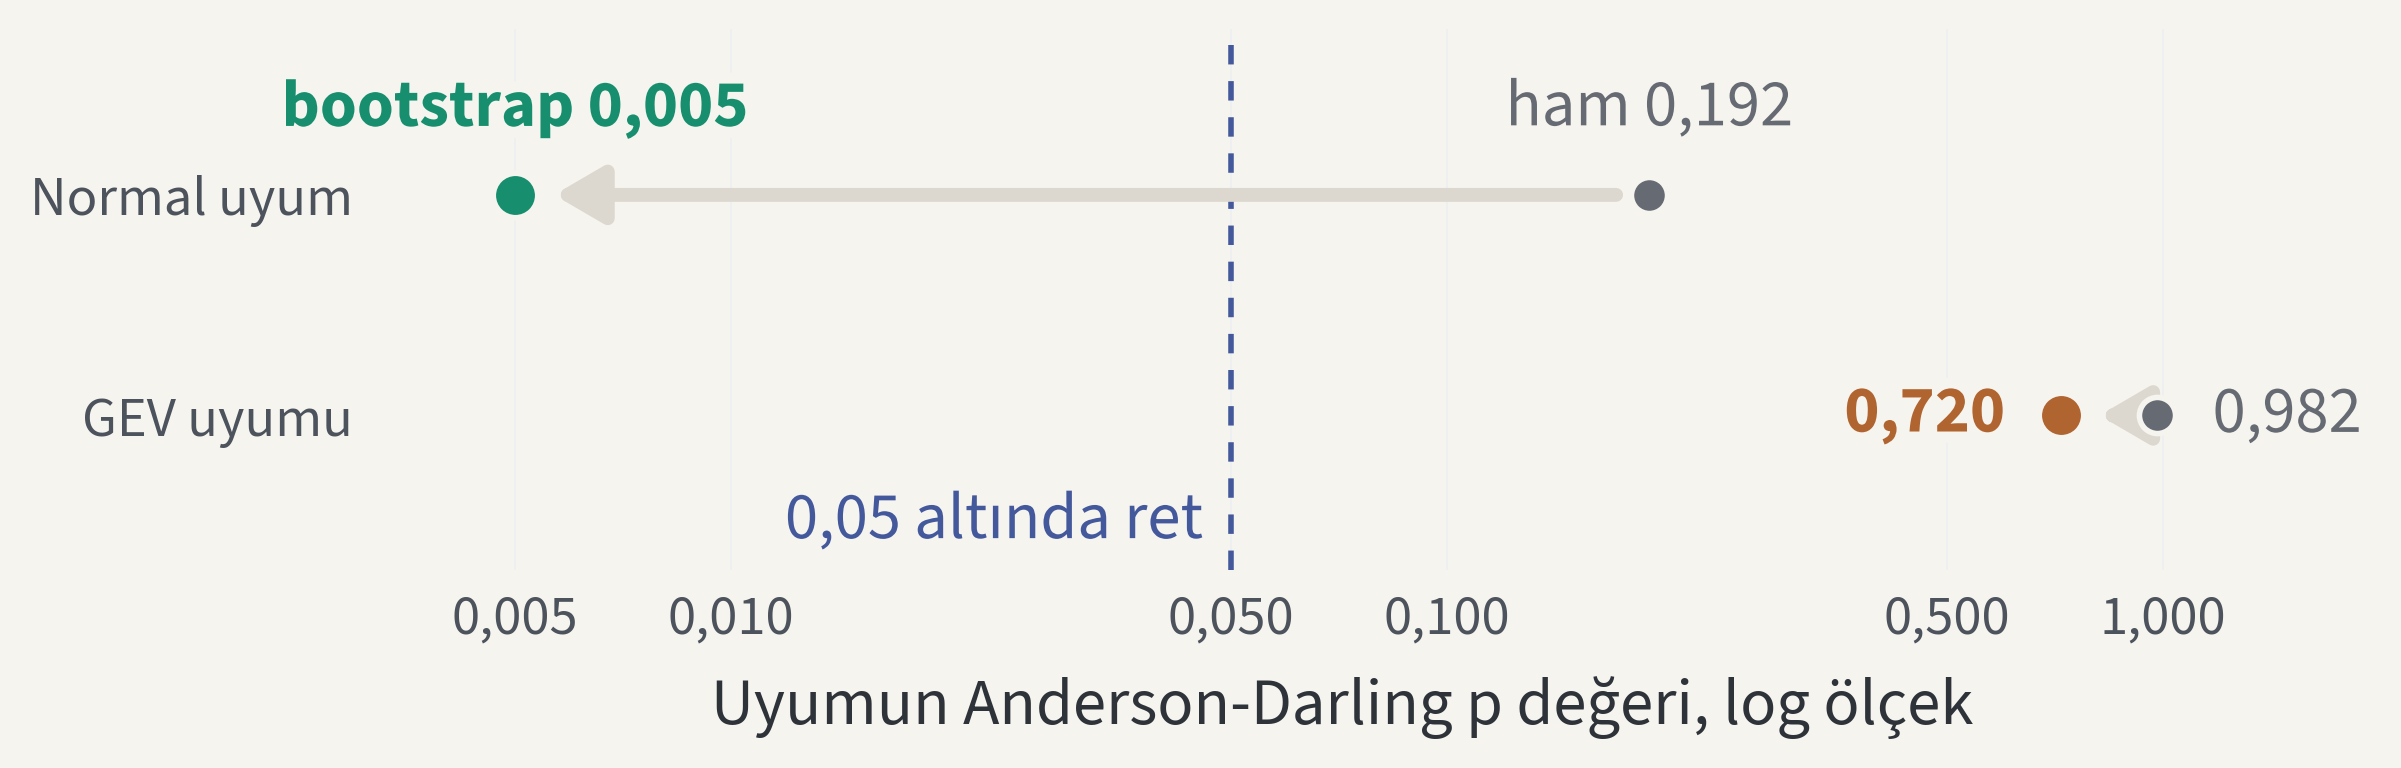 bootstrap 0,005
ham 0,192
Normal uyum
GEV uyumu
0,720
0,982
0,05 altında ret
0,005
0,010
0,050
0,100
0,500
1,000
Uyumun Anderson-Darling p değeri, log ölçek